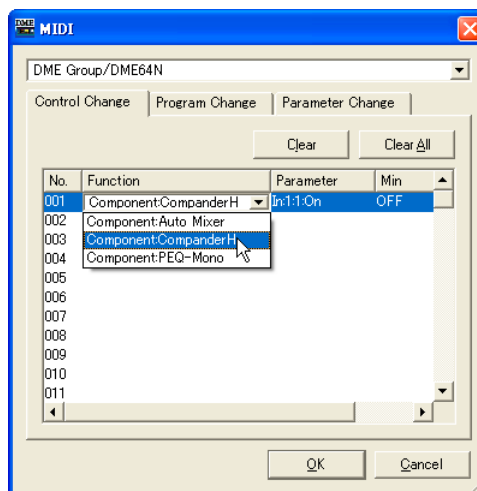 DME MIDI
DME Group/DME64N
Control Change Program Change Parameter Change
Clear Clear All
No. Function Parameter Min
001 Component:CompanderH In:1:1:On OFF
002 Component:Auto Mixer
003 Component:CompanderH
004 Component:PEQ-Mono
005
006
007
008
009
010
011
OK Cancel